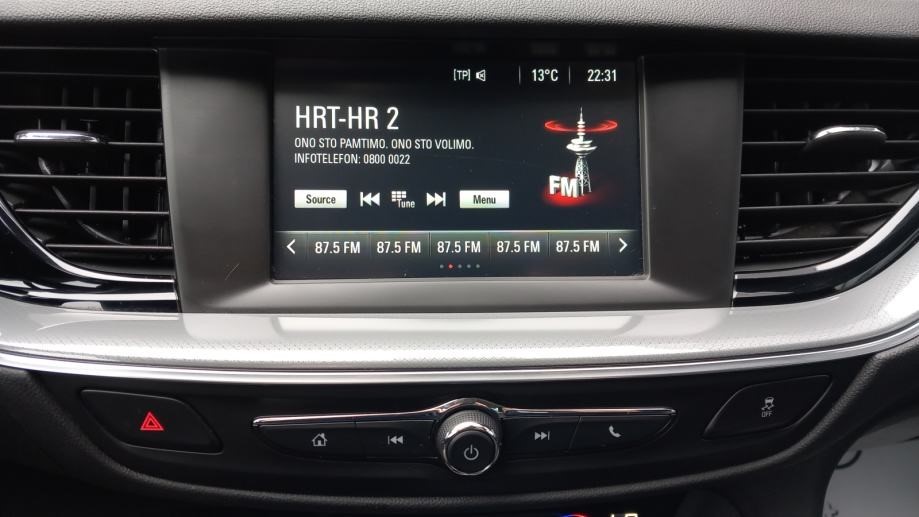 [TP] 13°C 22:31
HRT-HR 2
ONO STO PAMTIMO. ONO STO VOLIMO.
INFOTELEFON: 0800 0022
FM
Source Tune Menu
87.5 FM 87.5 FM 87.5 FM 87.5 FM 87.5 FM
OFF